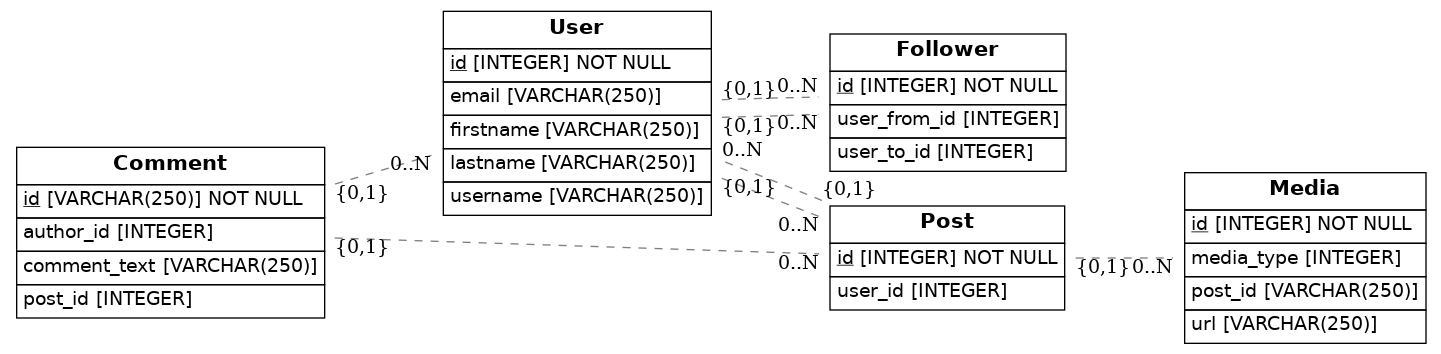 User
id [INTEGER] NOT NULL
email [VARCHAR(250)]
firstname [VARCHAR(250)]
lastname [VARCHAR(250)]
username [VARCHAR(250)]
Follower
id [INTEGER] NOT NULL
user_from_id [INTEGER]
user_to_id [INTEGER]
{0,1} 0..N
{0,1} 0..N
0..N
{0,1}
{0,1}
0..N
Comment
id [VARCHAR(250)] NOT NULL
author_id [INTEGER]
comment_text [VARCHAR(250)]
post_id [INTEGER]
0..N
{0,1}
{0,1}
0..N
Post
id [INTEGER] NOT NULL
user_id [INTEGER]
{0,1} 0..N
Media
id [INTEGER] NOT NULL
media_type [INTEGER]
post_id [VARCHAR(250)]
url [VARCHAR(250)]